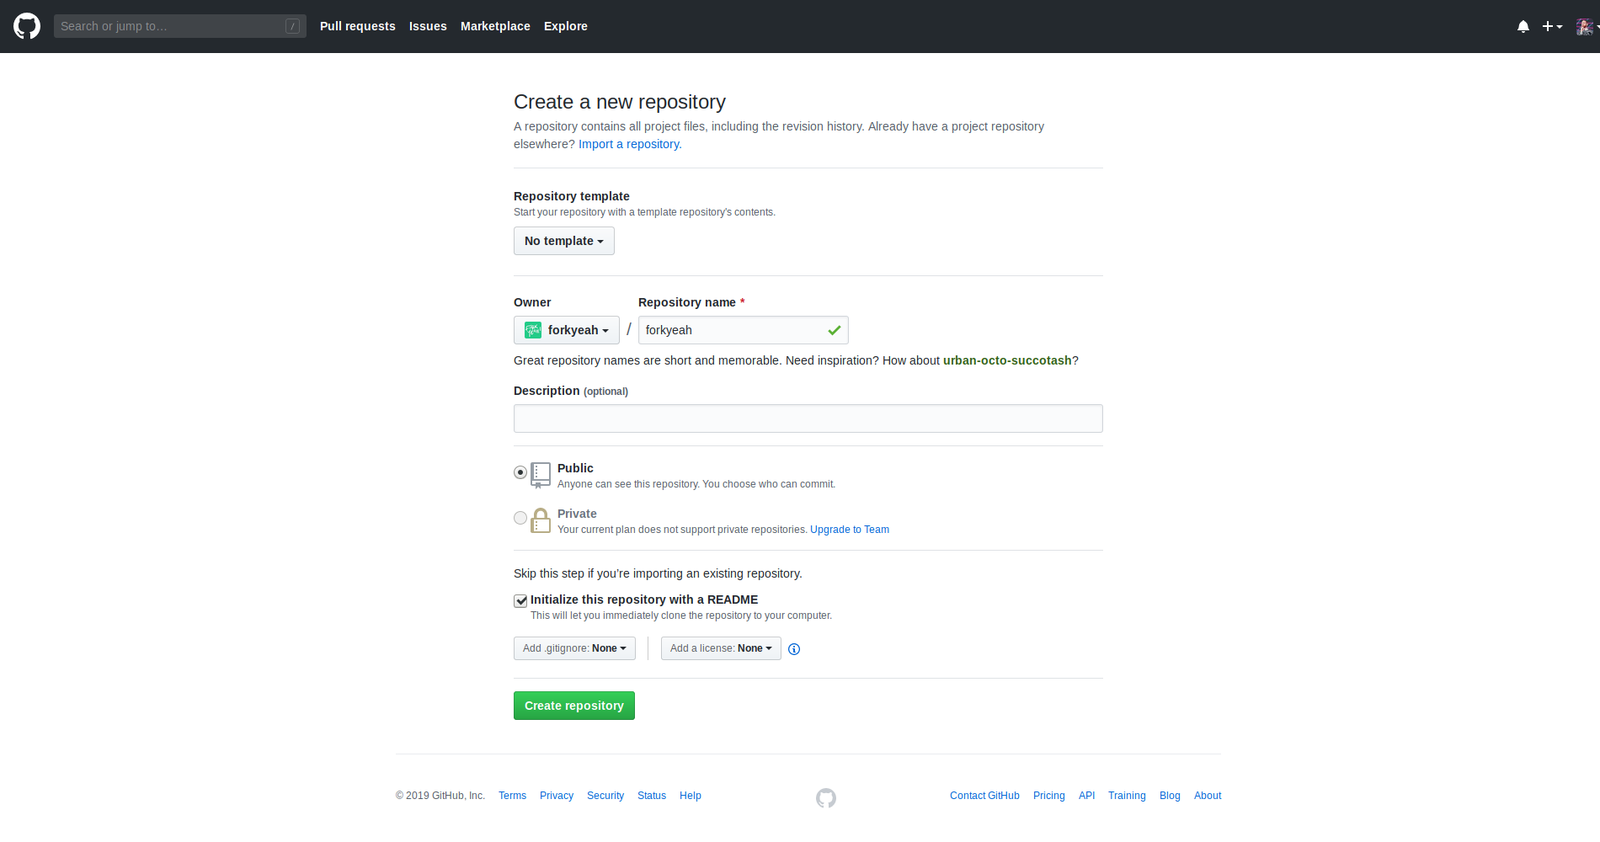 Search or jump to… /
Pull requests Issues Marketplace Explore
Create a new repository
A repository contains all project files, including the revision history. Already have a project repository
elsewhere? Import a repository.
Repository template
Start your repository with a template repository's contents.
No template
Owner Repository name *
forkyeah / forkyeah
Great repository names are short and memorable. Need inspiration? How about urban-octo-succotash?
Description (optional)
Public
Anyone can see this repository. You choose who can commit.
Private
Your current plan does not support private repositories. Upgrade to Team
Skip this step if you're importing an existing repository.
Initialize this repository with a README
This will let you immediately clone the repository to your computer.
Add .gitignore: None Add a license: None
Create repository
© 2019 GitHub, Inc. Terms Privacy Security Status Help Contact GitHub Pricing API Training Blog About